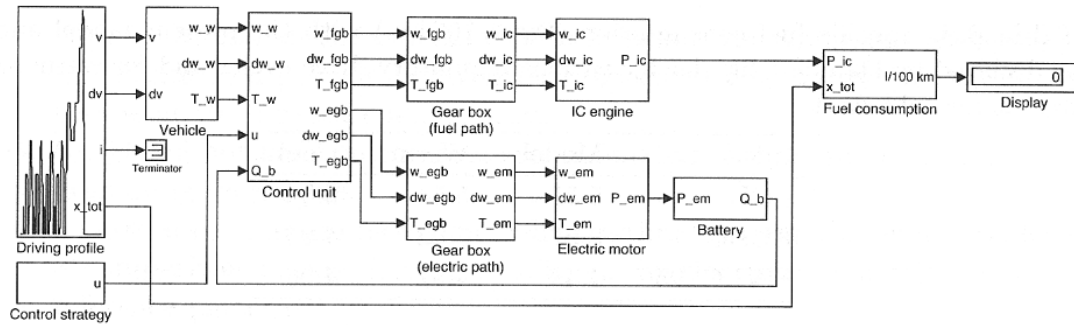 v
dv
i
x_tot
Driving profile
u
Control strategy
v
dv
w_w
dw_w
T_w
Vehicle
Terminator
w_w
dw_w
T_w
u
Q_b
w_fgb
dw_fgb
T_fgb
w_egb
dw_egb
T_egb
Control unit
w_fgb
dw_fgb
T_fgb
w_ic
dw_ic
T_ic
Gear box
(fuel path)
w_ic
dw_ic
T_ic
P_ic
IC engine
w_egb
dw_egb
T_egb
w_em
dw_em
T_em
Gear box
(electric path)
w_em
dw_em
T_em
P_em
Electric motor
P_em
Q_b
Battery
P_ic
x_tot
l/100 km
Fuel consumption
0
Display